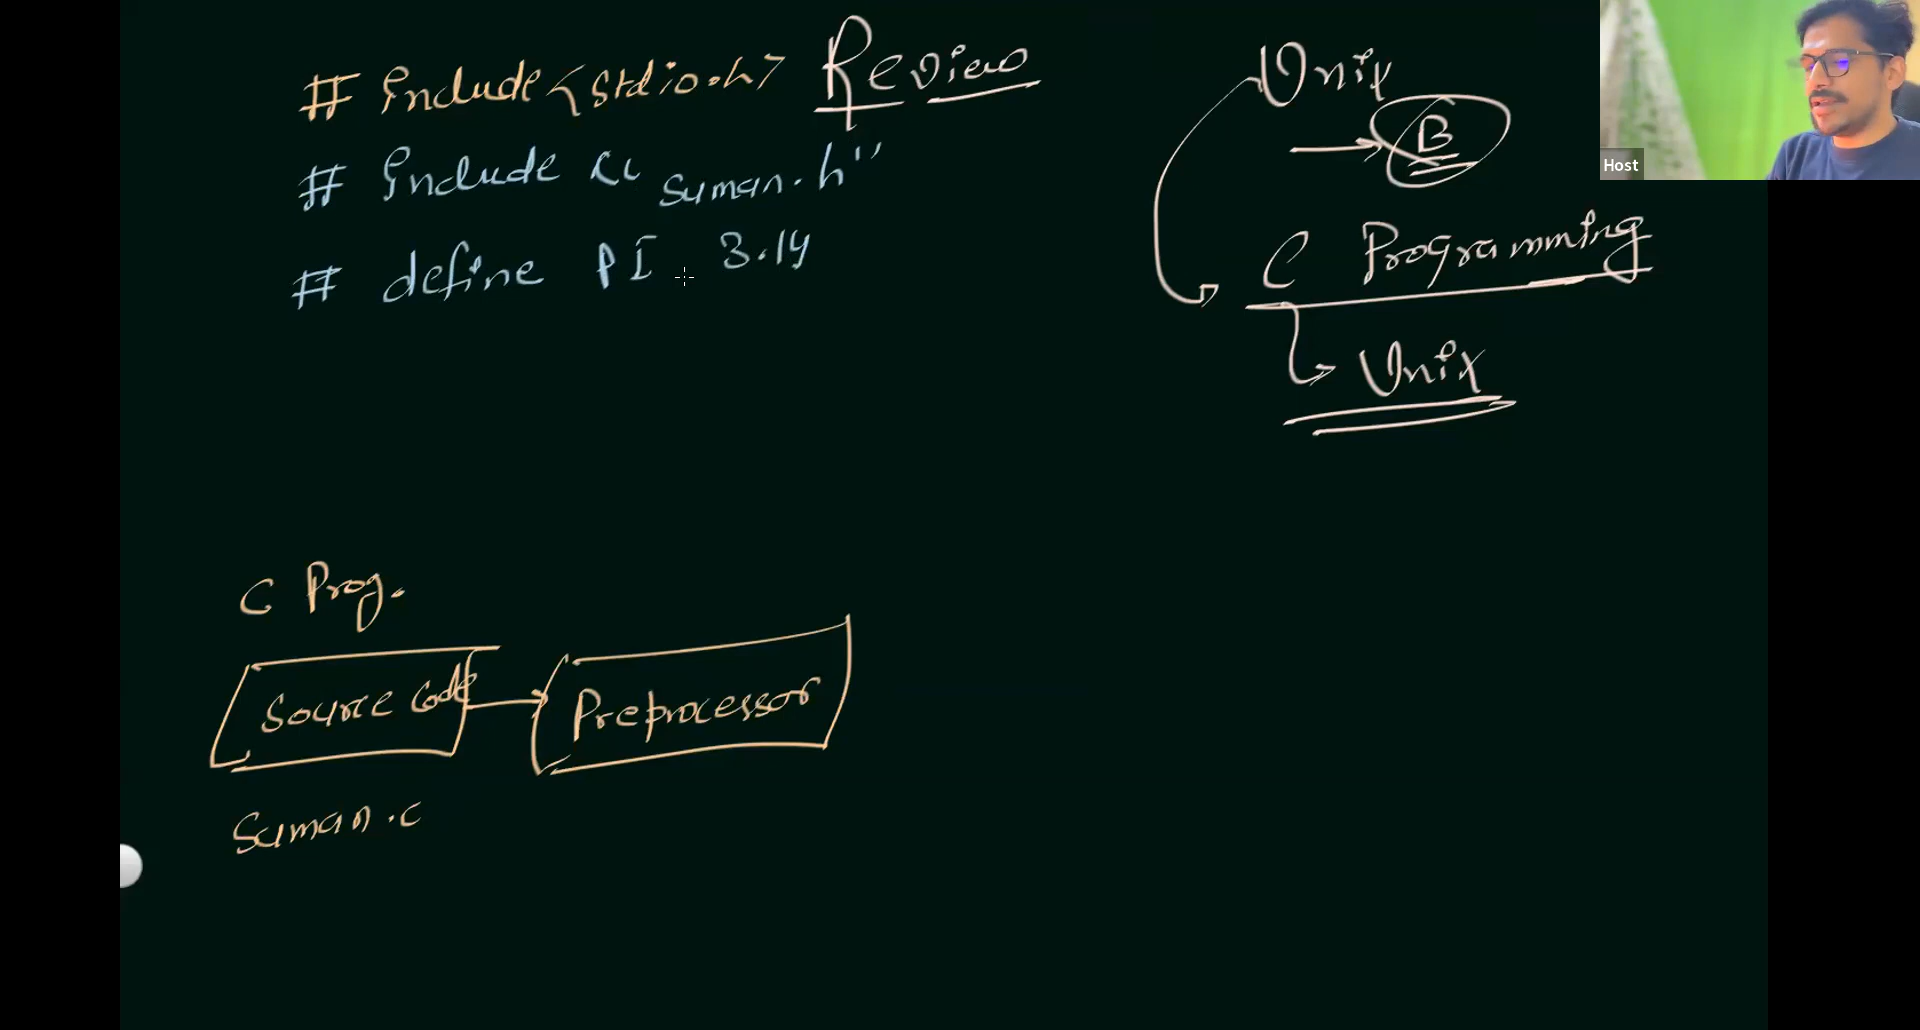 # include <stdio.h> Review
# include "suman.h"
# define PI 3.14
Unix
B
C Programming
Unix
C Prog.
Source Code
Preprocessor
Suman.c
Host